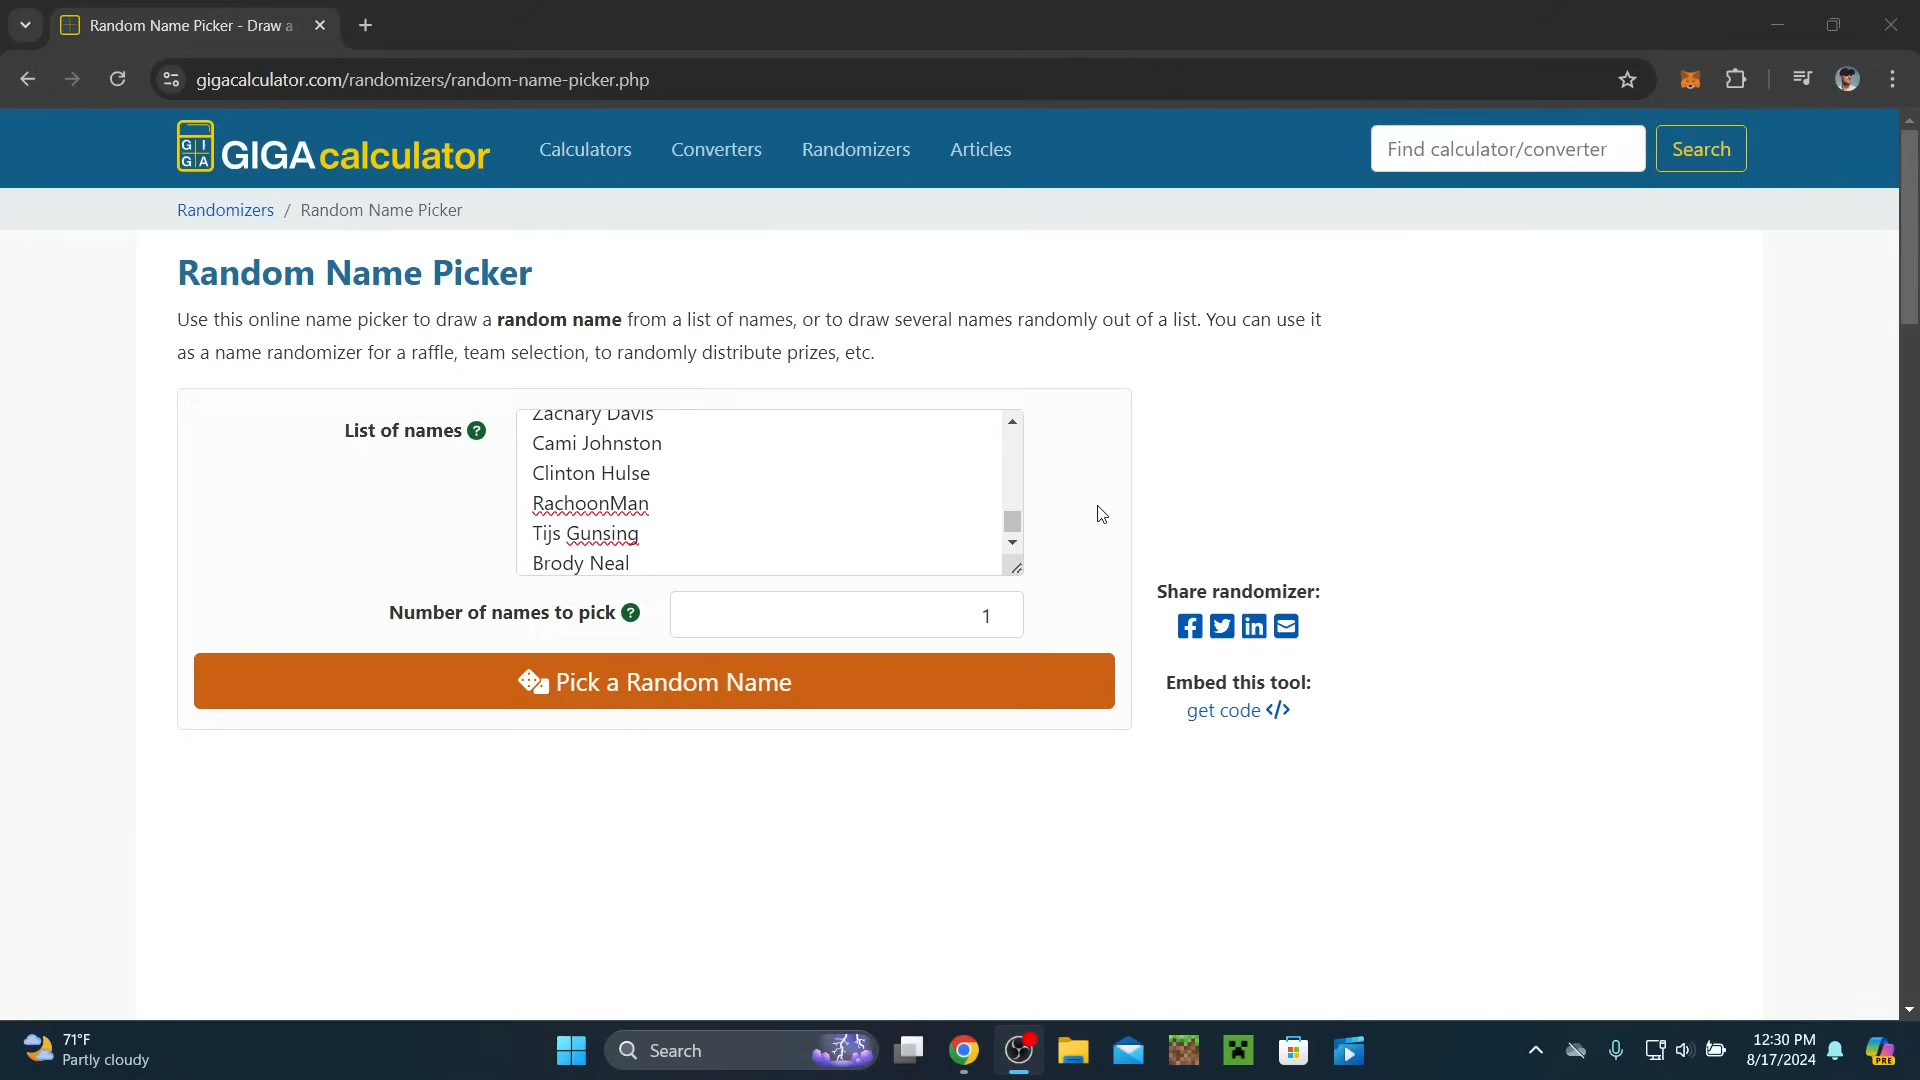 Random Name Picker - Draw a
gigacalculator.com/randomizers/random-name-picker.php
GI
GA
GIGAcalculator
Calculators
Converters
Randomizers
Articles
Find calculator/converter
Search
Randomizers / Random Name Picker
Random Name Picker
Use this online name picker to draw a random name from a list of names, or to draw several names randomly out of a list. You can use it
as a name randomizer for a raffle, team selection, to randomly distribute prizes, etc.
List of names ?
Zachary Davis
Cami Johnston
Clinton Hulse
RachoonMan
Tijs Gunsing
Brody Neal
Number of names to pick ?
1
Pick a Random Name
Share randomizer:
Embed this tool:
get code </>
71°F
Partly cloudy
Search
12:30 PM
8/17/2024
PRE